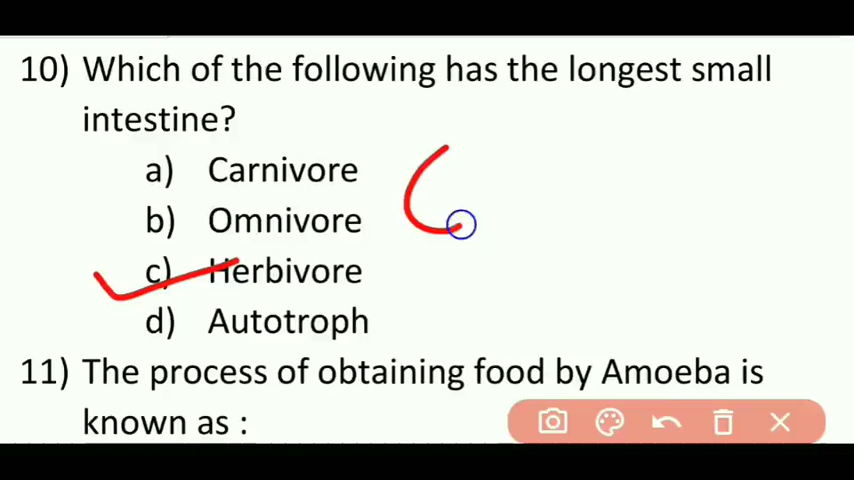 10) Which of the following has the longest small
intestine?
a) Carnivore
b) Omnivore
c) Herbivore
d) Autotroph
11) The process of obtaining food by Amoeba is
known as :